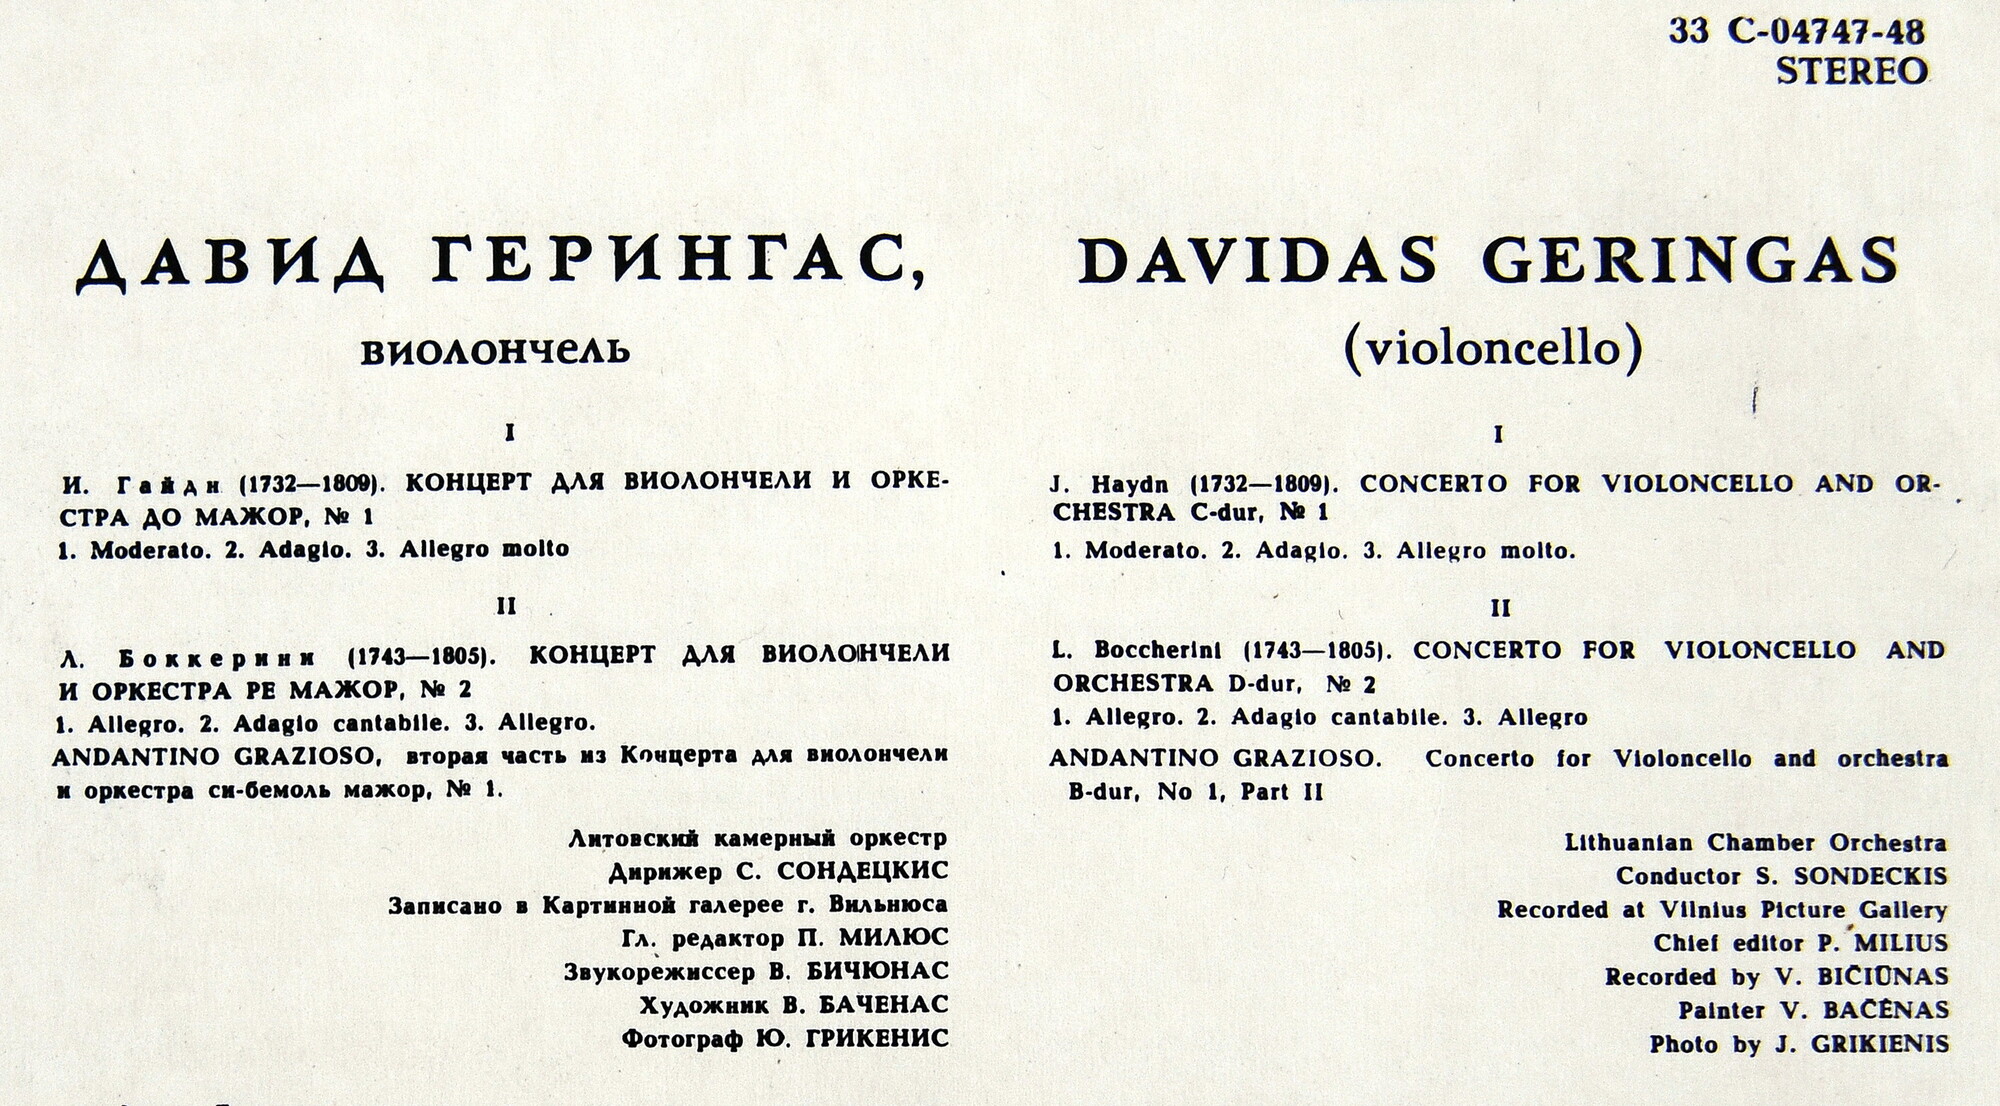 33 С-04747-48
STEREO
ДАВИД ГЕРИНГАС,
виолончель
I
И. Гайдн (1732—1809). КОНЦЕРТ ДЛЯ ВИОЛОНЧЕЛИ И ОРКЕ-
СТРА ДО МАЖОР, № 1
1. Moderato. 2. Adagio. 3. Allegro molto
II
Л. Боккерини (1743—1805). КОНЦЕРТ ДЛЯ ВИОЛОНЧЕЛИ
И ОРКЕСТРА РЕ МАЖОР, № 2
1. Allegro. 2. Adagio cantabile. 3. Allegro.
ANDANTINO GRAZIOSO, вторая часть из Концерта для виолончели
и оркестра си-бемоль мажор, № 1.
Литовский камерный оркестр
Дирижер С. СОНДЕЦКИС
Записано в Картинной галерее г. Вильнюса
Гл. редактор П. МИЛЮС
Звукорежиссер В. БИЧЮНАС
Художник В. БАЧЕНАС
Фотограф Ю. ГРИКЕНИС
DAVIDAS GERINGAS
(violoncello)
I
J. Haydn (1732—1809). CONCERTO FOR VIOLONCELLO AND OR-
CHESTRA C-dur, № 1
1. Moderato. 2. Adagio. 3. Allegro molto.
II
L. Boccherini (1743—1805). CONCERTO FOR VIOLONCELLO AND
ORCHESTRA D-dur, № 2
1. Allegro. 2. Adagio cantabile. 3. Allegro
ANDANTINO GRAZIOSO. Concerto for Violoncello and orchestra
B-dur, No 1, Part II
Lithuanian Chamber Orchestra
Conductor S. SONDECKIS
Recorded at Vilnius Picture Gallery
Chief editor P. MILIUS
Recorded by V. BIČIŪNAS
Painter V. BAČĖNAS
Photo by J. GRIKIENIS